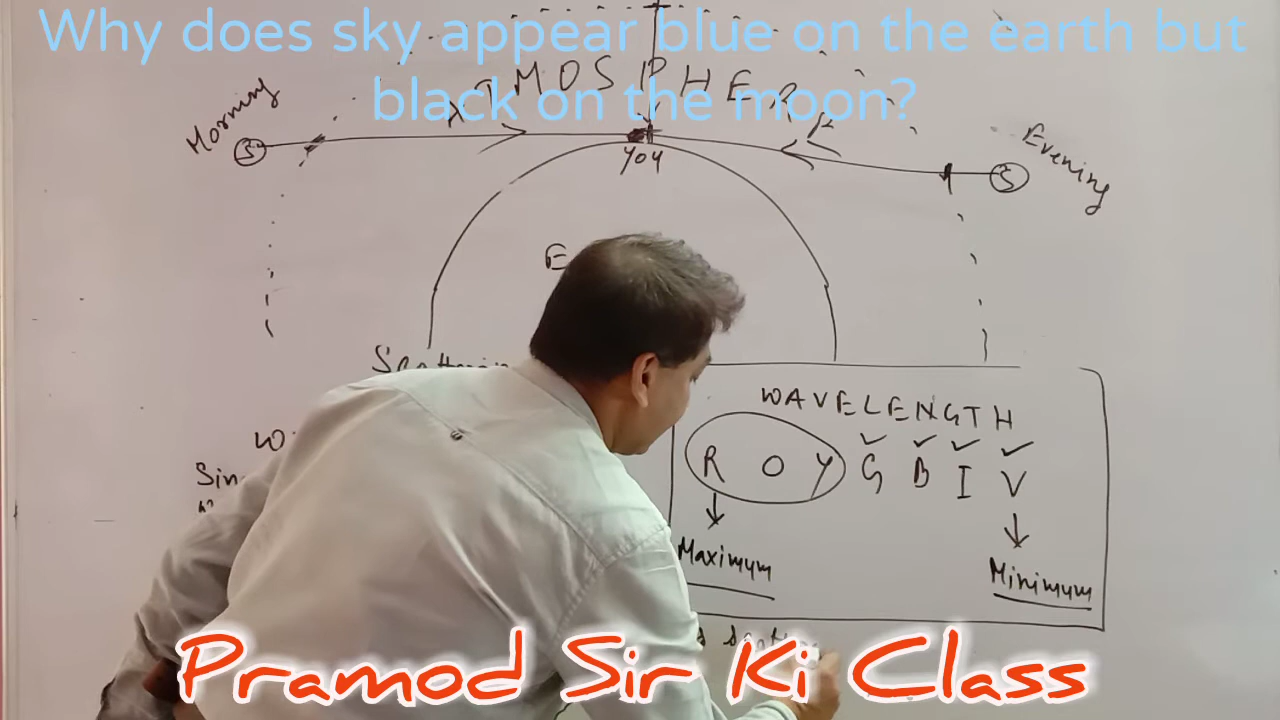 Why does sky appear blue on the earth but
black on the moon?
ATMOSPHERE
Morning
S
You
S
Evening
E
WAVELENGTH
R O Y G B I V
Maximum
Minimum
Pramod Sir Ki Class